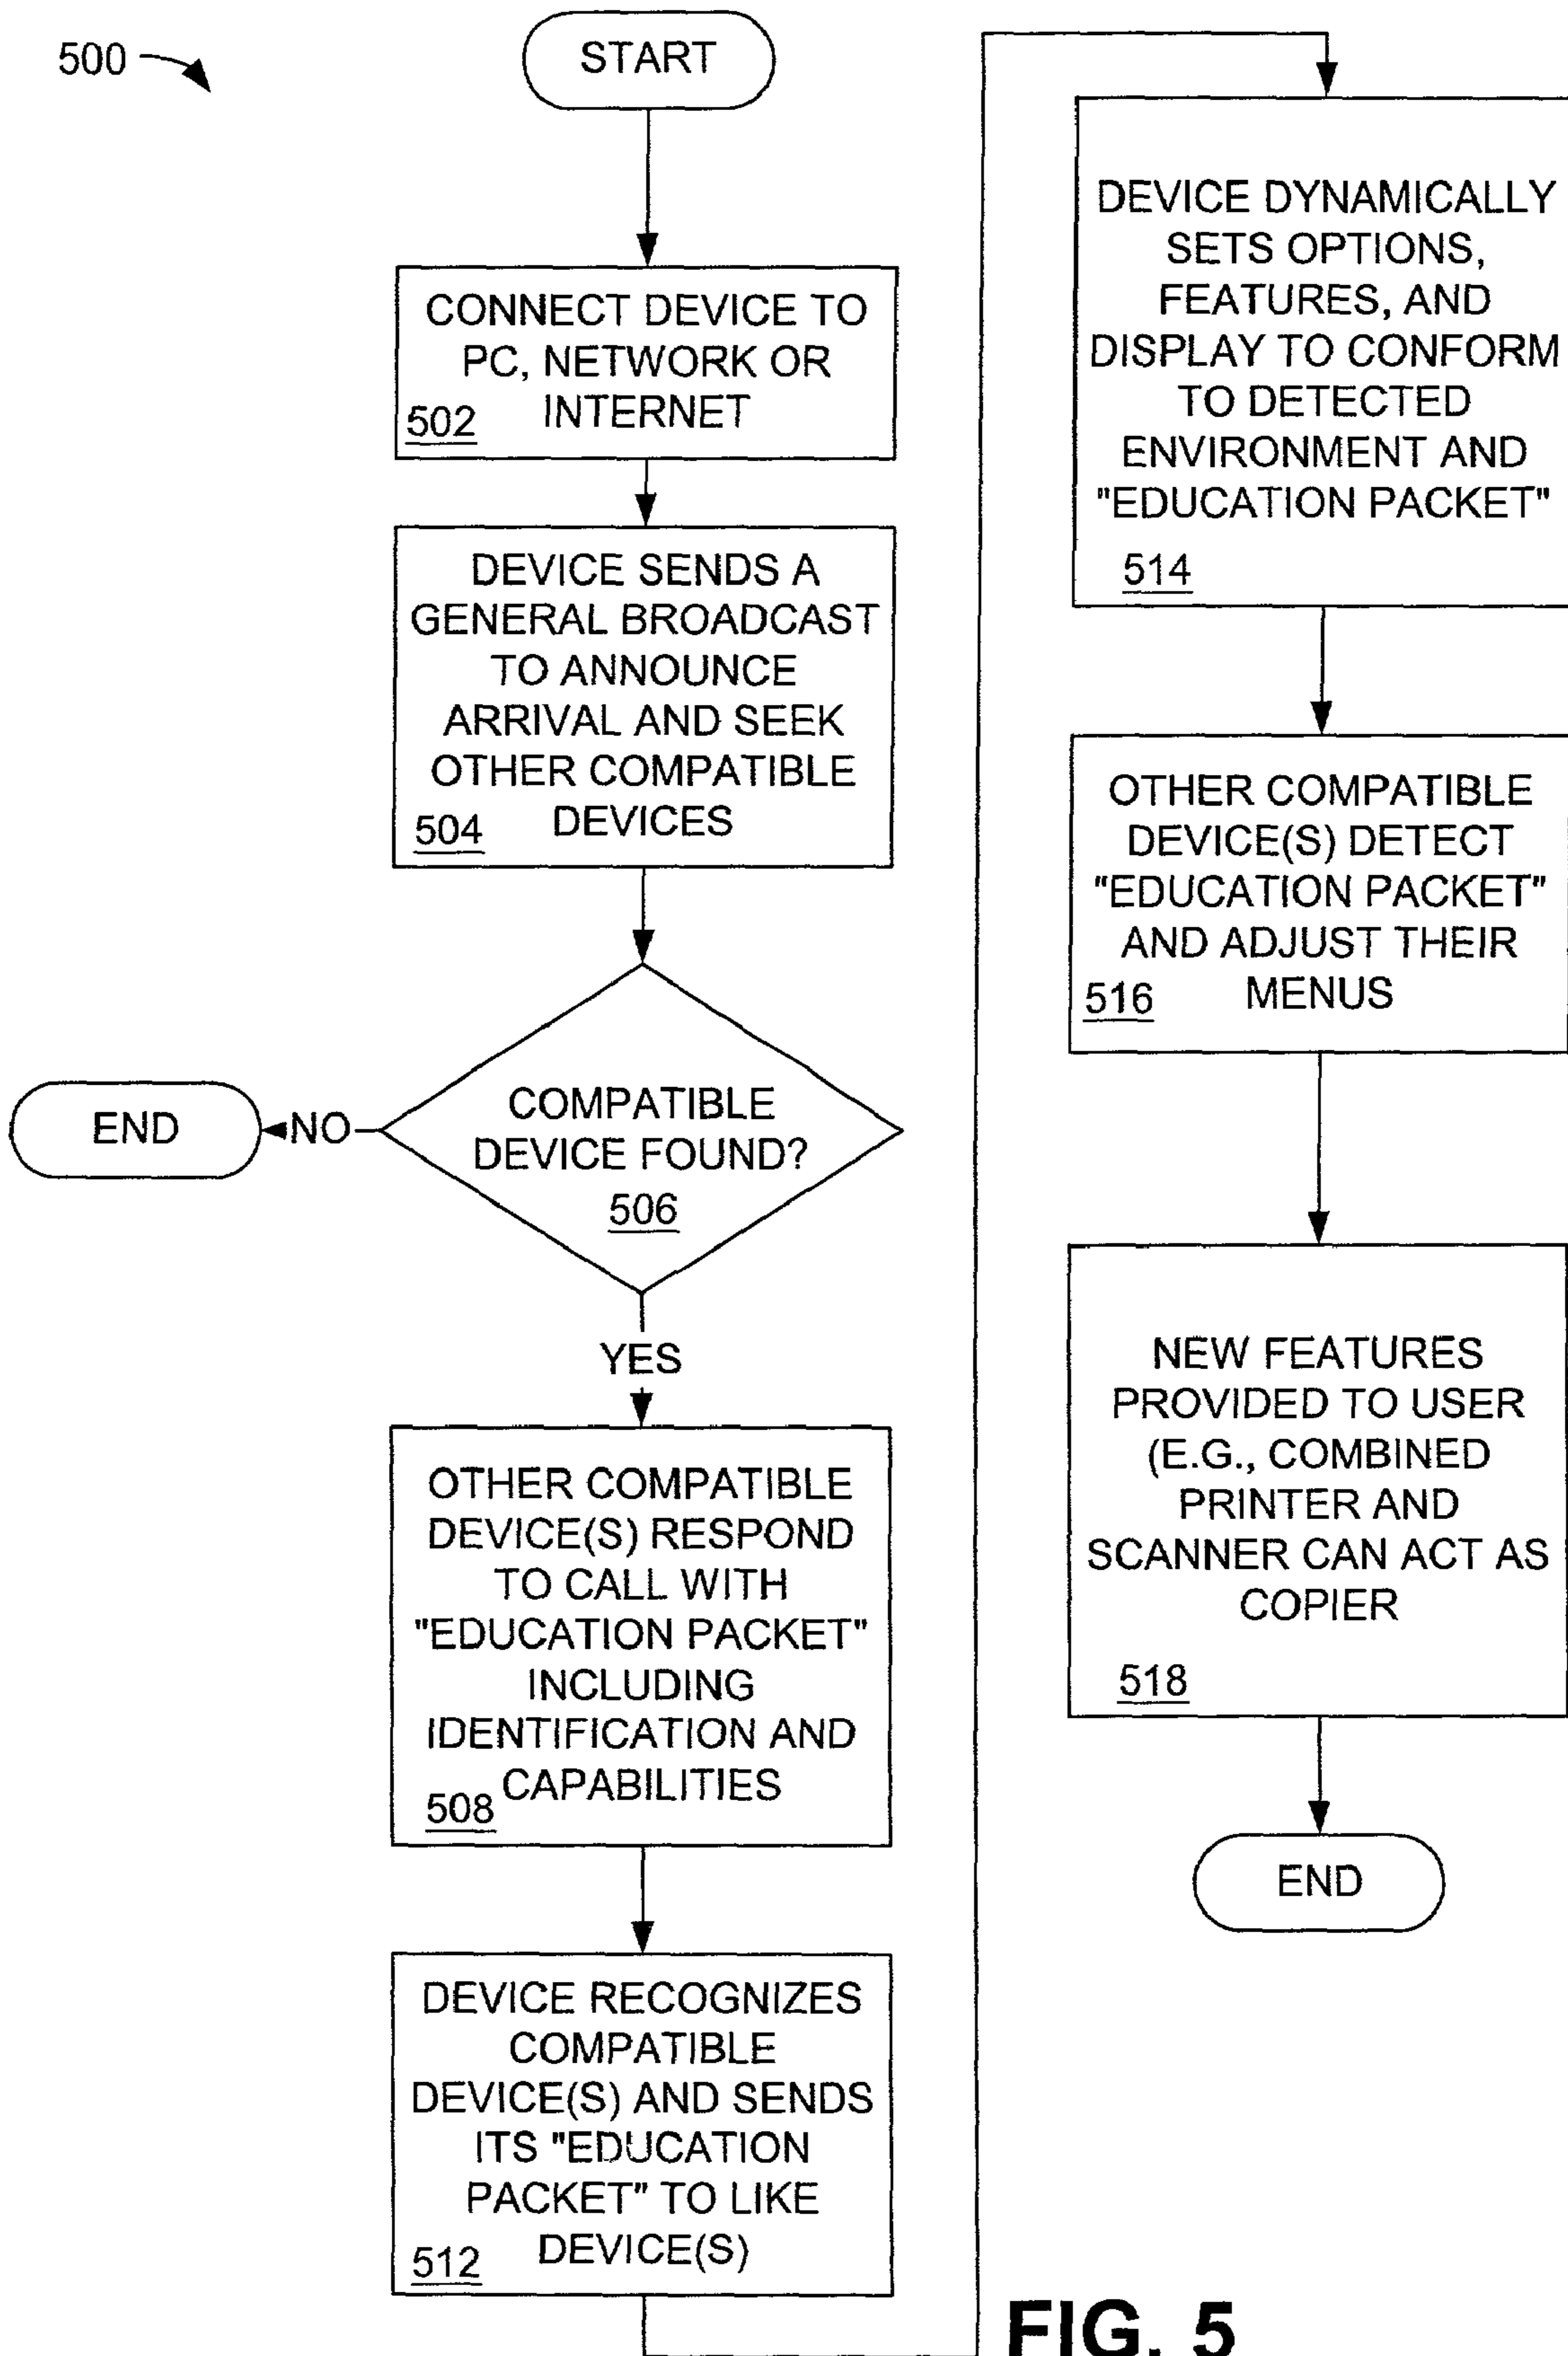 500
START
CONNECT DEVICE TO
PC, NETWORK OR
INTERNET
502
DEVICE SENDS A
GENERAL BROADCAST
TO ANNOUNCE
ARRIVAL AND SEEK
OTHER COMPATIBLE
DEVICES
504
COMPATIBLE
DEVICE FOUND?
506
NO
END
YES
OTHER COMPATIBLE
DEVICE(S) RESPOND
TO CALL WITH
"EDUCATION PACKET"
INCLUDING
IDENTIFICATION AND
CAPABILITIES
508
DEVICE RECOGNIZES
COMPATIBLE
DEVICE(S) AND SENDS
ITS "EDUCATION
PACKET" TO LIKE
DEVICE(S)
512
DEVICE DYNAMICALLY
SETS OPTIONS,
FEATURES, AND
DISPLAY TO CONFORM
TO DETECTED
ENVIRONMENT AND
"EDUCATION PACKET"
514
OTHER COMPATIBLE
DEVICE(S) DETECT
"EDUCATION PACKET"
AND ADJUST THEIR
MENUS
516
NEW FEATURES
PROVIDED TO USER
(E.G., COMBINED
PRINTER AND
SCANNER CAN ACT AS
COPIER
518
END
FIG. 5